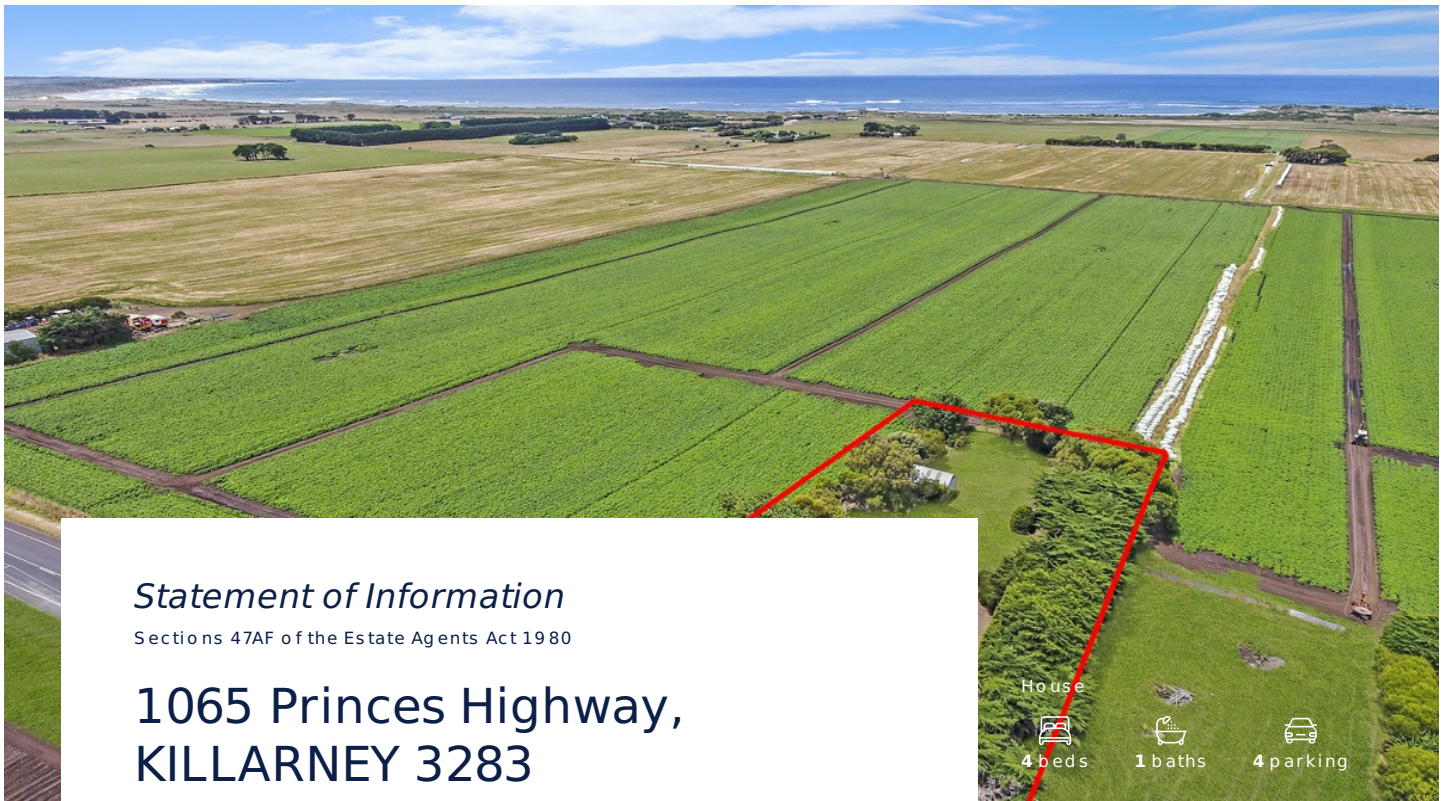 Statement of Information
Sections 47AF of the Estate Agents Act 1980
1065 Princes Highway,
KILLARNEY 3283
House
4 beds 1 baths 4 parking